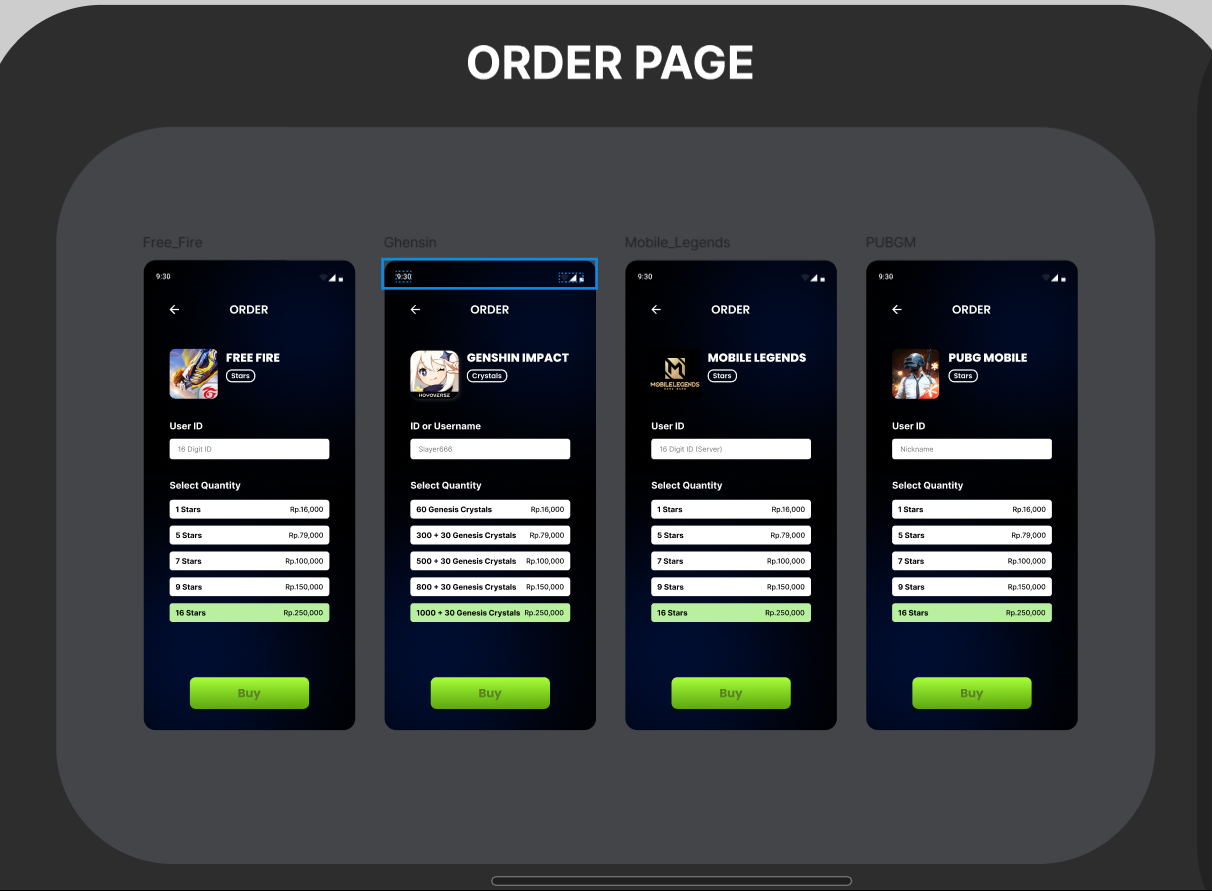 ORDER PAGE
Free_Fire
9:30
ORDER
FREE FIRE
Stars
User ID
16 Digit ID
Select Quantity
1 Stars Rp.16,000
5 Stars Rp.79,000
7 Stars Rp.100,000
9 Stars Rp.150,000
16 Stars Rp.250,000
Buy
Ghensin
9:30
ORDER
HOYOVERSE
GENSHIN IMPACT
Crystals
ID or Username
Slayer666
Select Quantity
60 Genesis Crystals Rp.16,000
300 + 30 Genesis Crystals Rp.79,000
500 + 30 Genesis Crystals Rp.100,000
800 + 30 Genesis Crystals Rp.150,000
1000 + 30 Genesis Crystals Rp.250,000
Buy
Mobile_Legends
9:30
ORDER
MOBILELEGENDS
MOBILE LEGENDS
Stars
User ID
16 Digit ID (Server)
Select Quantity
1 Stars Rp.16,000
5 Stars Rp.79,000
7 Stars Rp.100,000
9 Stars Rp.150,000
16 Stars Rp.250,000
Buy
PUBGM
9:30
ORDER
PUBG MOBILE
Stars
User ID
Nickname
Select Quantity
1 Stars Rp.16,000
5 Stars Rp.79,000
7 Stars Rp.100,000
9 Stars Rp.150,000
16 Stars Rp.250,000
Buy